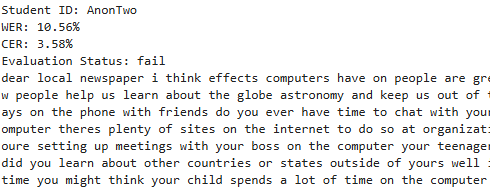 Student ID: AnonTwo
WER: 10.56%
CER: 3.58%
Evaluation Status: fail
dear local newspaper i think effects computers have on people are gre
w people help us learn about the globe astronomy and keep us out of t
ays on the phone with friends do you ever have time to chat with your
omputer theres plenty of sites on the internet to do so at organizati
oure setting up meetings with your boss on the computer your teenager
did you learn about other countries or states outside of yours well i
time you might think your child spends a lot of time on the computer